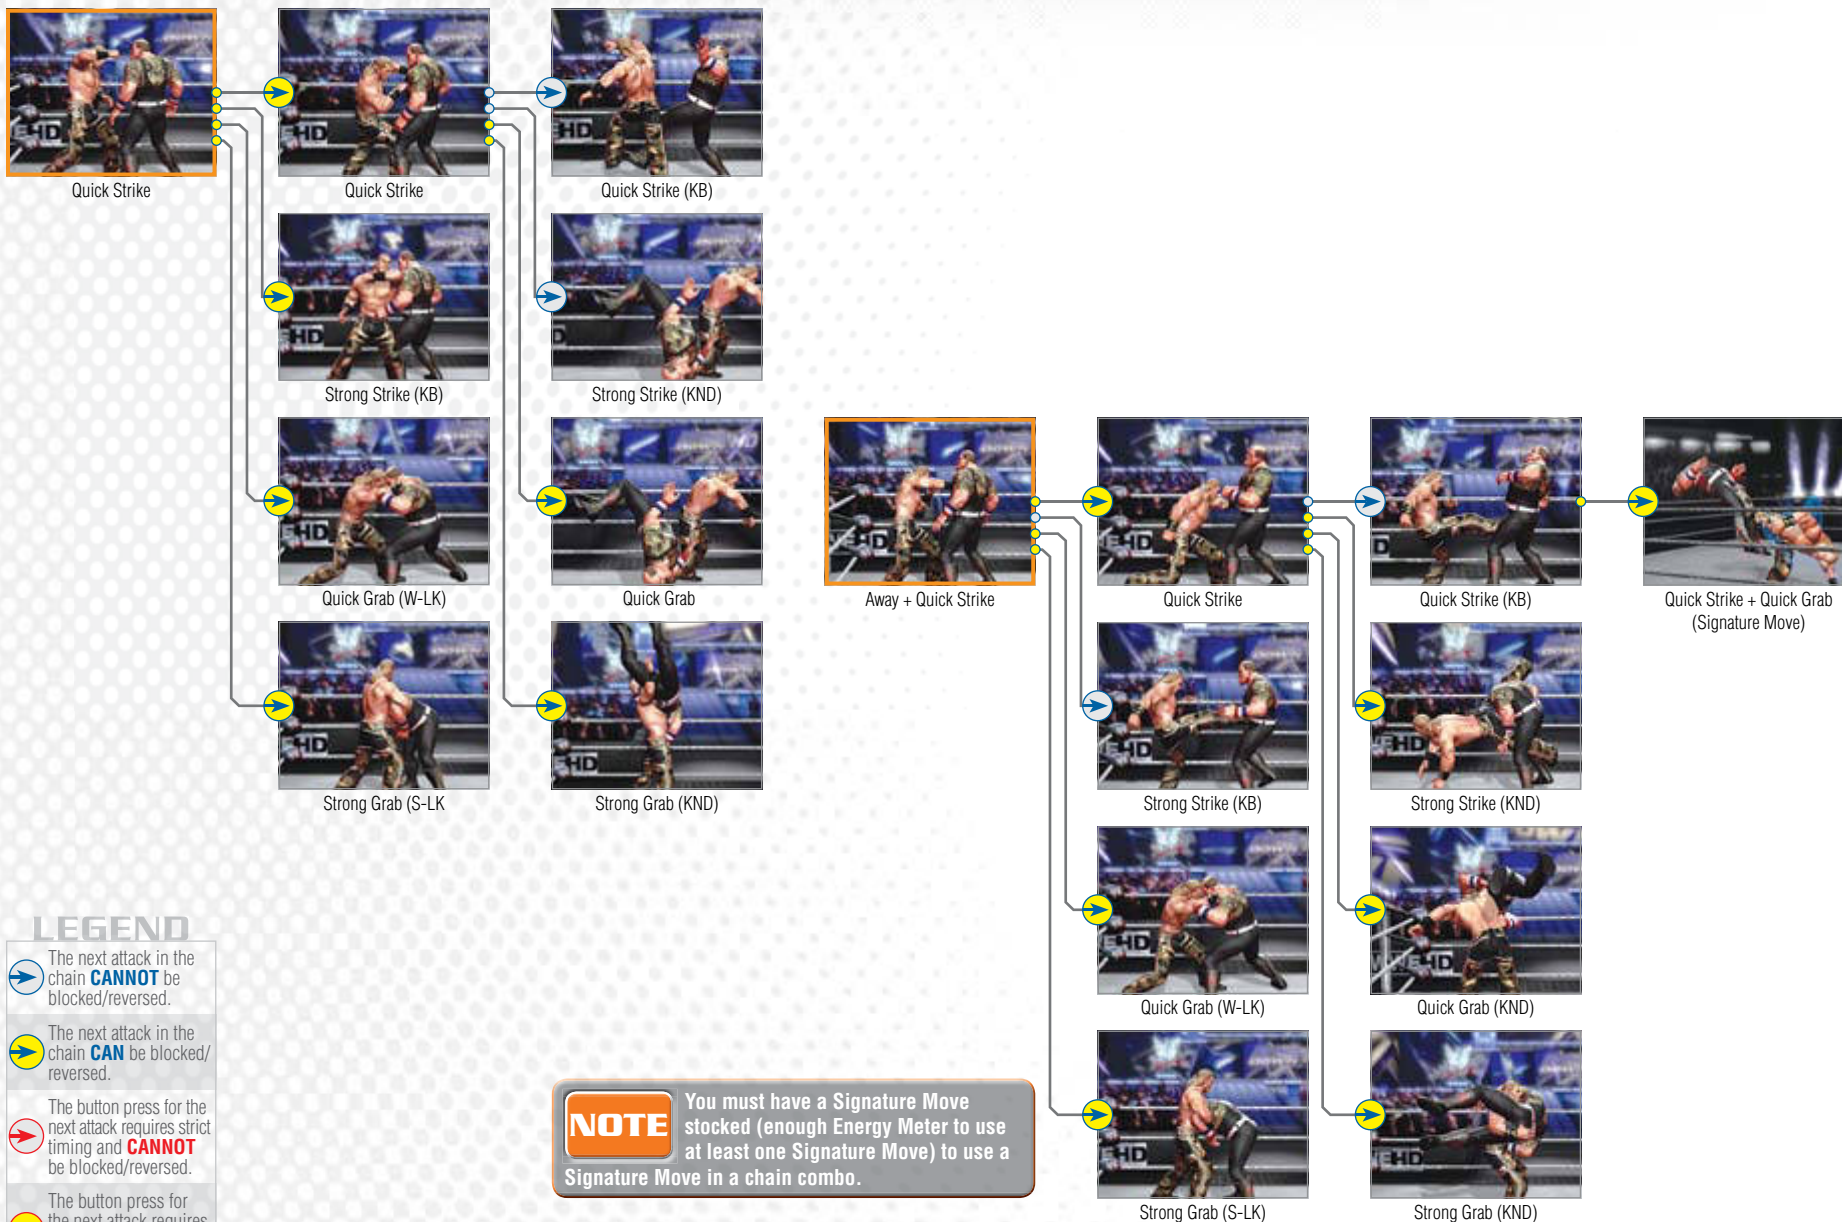 Quick Strike
Quick Strike
Quick Strike (KB)
Strong Strike (KB)
Strong Strike (KND)
Quick Grab (W-LK)
Quick Grab
Strong Grab (S-LK
Strong Grab (KND)
Away + Quick Strike
Quick Strike
Quick Strike (KB)
Quick Strike + Quick Grab
(Signature Move)
Strong Strike (KB)
Strong Strike (KND)
Quick Grab (W-LK)
Quick Grab (KND)
Strong Grab (S-LK)
Strong Grab (KND)
LEGEND
The next attack in the
chain CANNOT be
blocked/reversed.
The next attack in the
chain CAN be blocked/
reversed.
The button press for the
next attack requires strict
timing and CANNOT
be blocked/reversed.
The button press for
the next attack requires
NOTE
You must have a Signature Move
stocked (enough Energy Meter to use
at least one Signature Move) to use a
Signature Move in a chain combo.